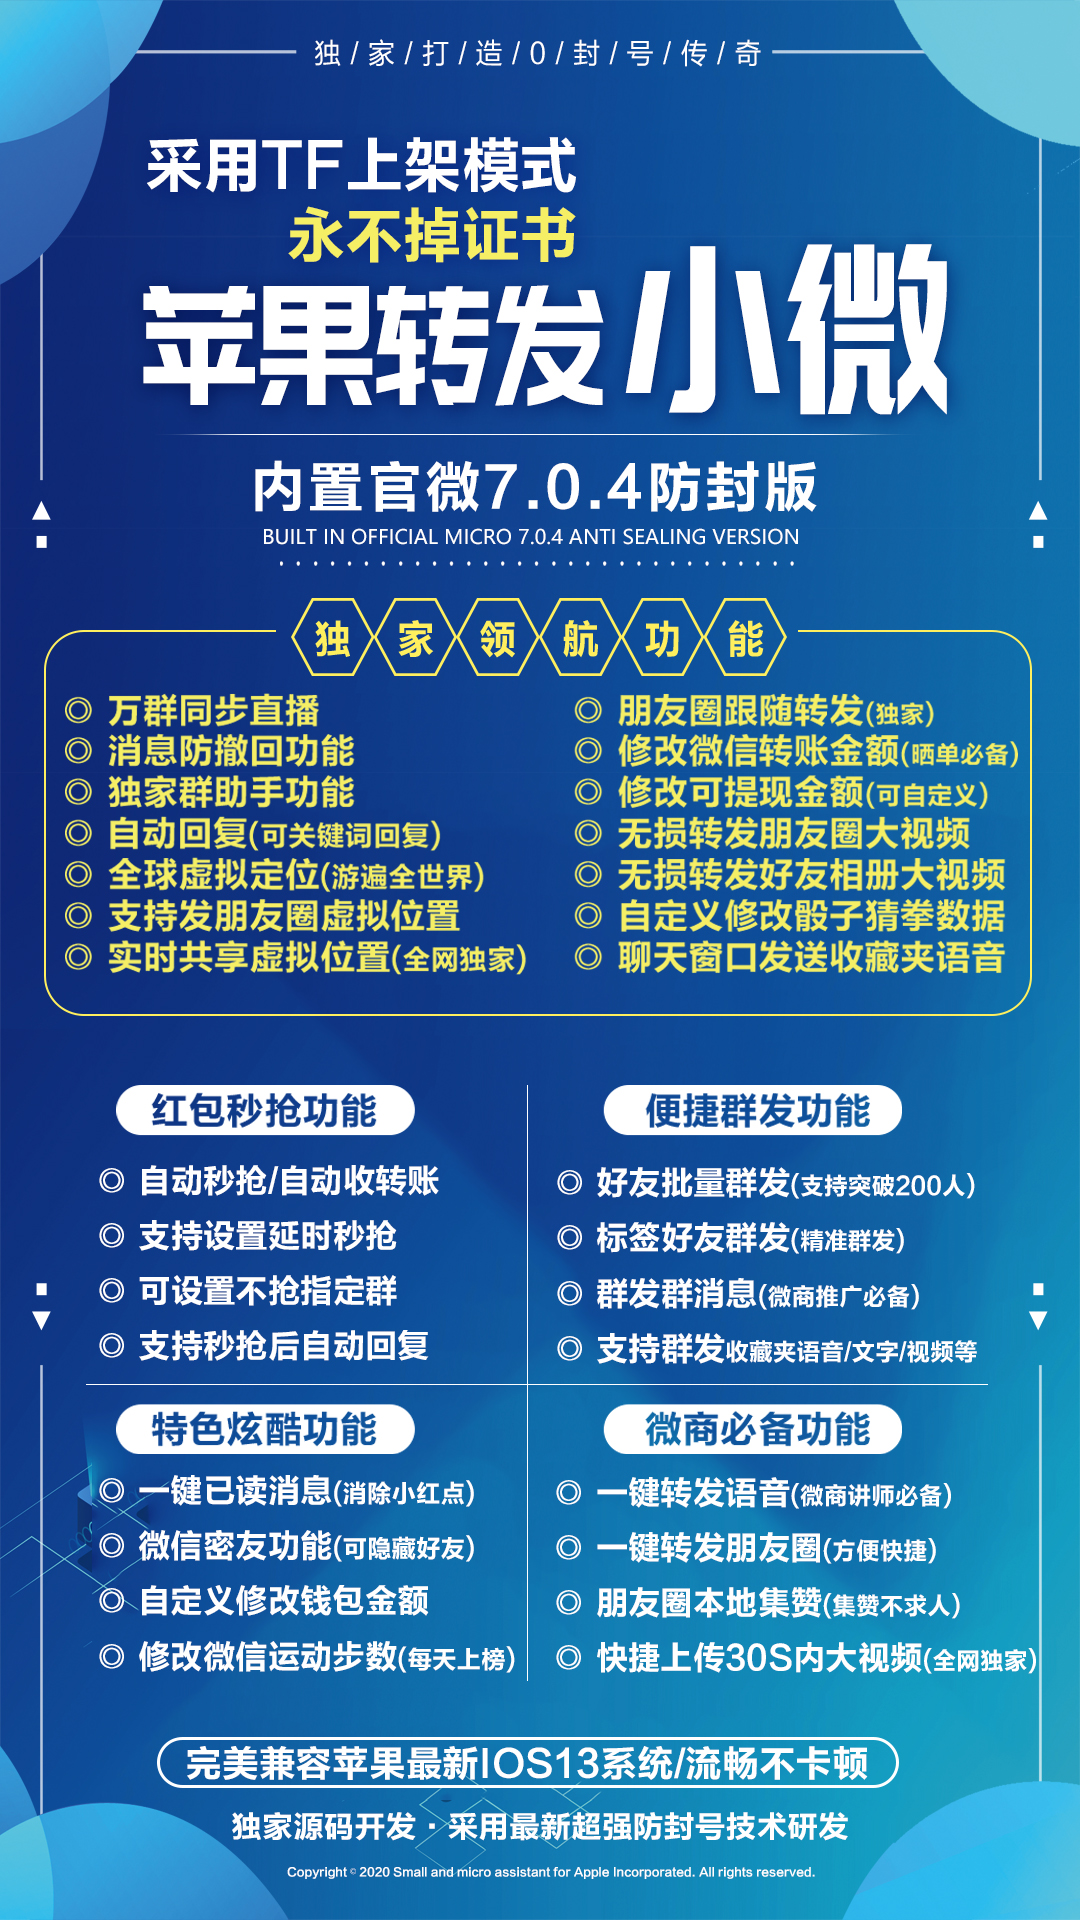 独/家/打/造/0/封/号/传/奇
采用TF上架模式
永不掉证书
苹果转发小微
内置官微7.0.4防封版
BUILT IN OFFICIAL MICRO 7.0.4 ANTI SEALING VERSION
独家领航功能
◎ 万群同步直播
◎ 消息防撤回功能
◎ 独家群助手功能
◎ 自动回复(可关键词回复)
◎ 全球虚拟定位(游遍全世界)
◎ 支持发朋友圈虚拟位置
◎ 实时共享虚拟位置(全网独家)
◎ 朋友圈跟随转发(独家)
◎ 修改微信转账金额(晒单必备)
◎ 修改可提现金额(可自定义)
◎ 无损转发朋友圈大视频
◎ 无损转发好友相册大视频
◎ 自定义修改骰子猜拳数据
◎ 聊天窗口发送收藏夹语音
红包秒抢功能
◎ 自动秒抢/自动收转账
◎ 支持设置延时秒抢
◎ 可设置不抢指定群
◎ 支持秒抢后自动回复
便捷群发功能
◎ 好友批量群发(支持突破200人)
◎ 标签好友群发(精准群发)
◎ 群发群消息(微商推广必备)
◎ 支持群发收藏夹语音/文字/视频等
特色炫酷功能
◎ 一键已读消息(消除小红点)
◎ 微信密友功能(可隐藏好友)
◎ 自定义修改钱包金额
◎ 修改微信运动步数(每天上榜)
微商必备功能
◎ 一键转发语音(微商讲师必备)
◎ 一键转发朋友圈(方便快捷)
◎ 朋友圈本地集赞(集赞不求人)
◎ 快捷上传30S内大视频(全网独家)
完美兼容苹果最新IOS13系统/流畅不卡顿
独家源码开发·采用最新超强防封号技术研发
Copyright © 2020 Small and micro assistant for Apple Incorporated. All rights reserved.